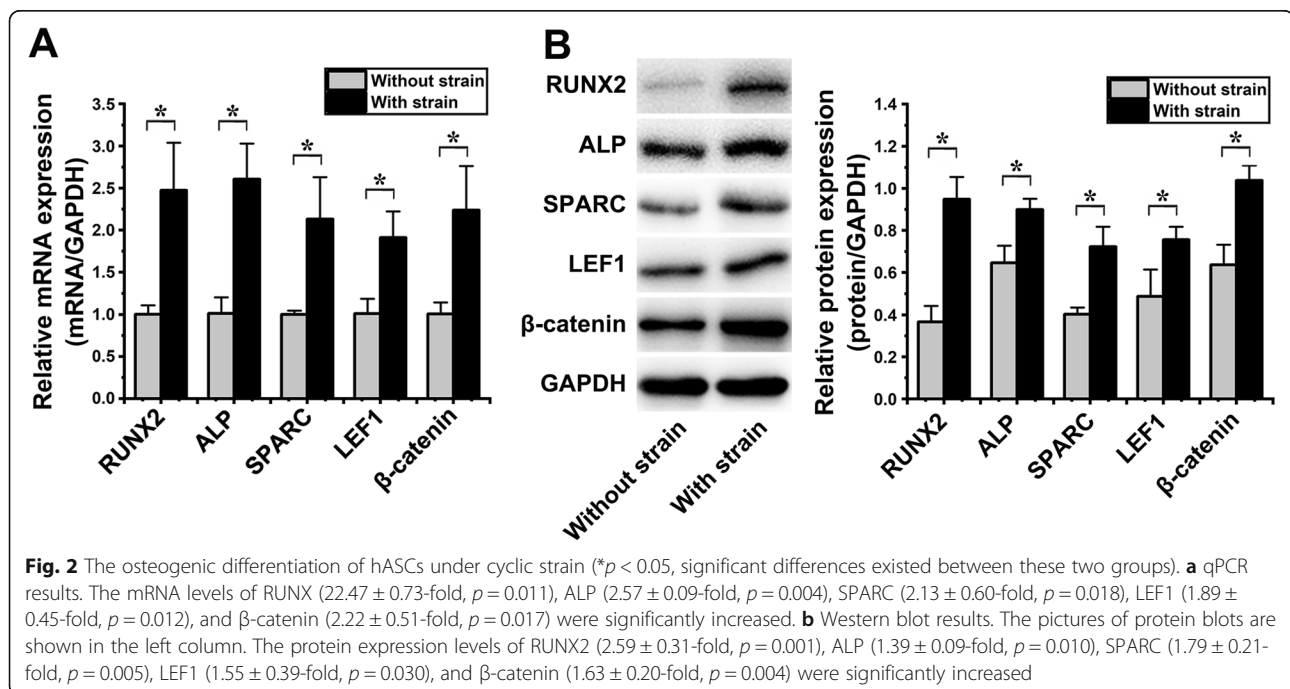 A
Without strain
With strain
Relative mRNA expression
(mRNA/GAPDH)
3.5
3.0
2.5
2.0
1.5
1.0
0.5
0.0
* * * * *
RUNX2
ALP
SPARC
LEF1
β-catenin
B
RUNX2
ALP
SPARC
LEF1
β-catenin
GAPDH
Without strain
With strain
Without strain
With strain
Relative protein expression
(protein/GAPDH)
1.4
1.2
1.0
0.8
0.6
0.4
0.2
0.0
* * * * *
RUNX2
ALP
SPARC
LEF1
β-catenin
Fig. 2 The osteogenic differentiation of hASCs under cyclic strain (*p < 0.05, significant differences existed between these two groups). a qPCR
results. The mRNA levels of RUNX (22.47 ± 0.73-fold, p = 0.011), ALP (2.57 ± 0.09-fold, p = 0.004), SPARC (2.13 ± 0.60-fold, p = 0.018), LEF1 (1.89 ±
0.45-fold, p = 0.012), and β-catenin (2.22 ± 0.51-fold, p = 0.017) were significantly increased. b Western blot results. The pictures of protein blots are
shown in the left column. The protein expression levels of RUNX2 (2.59 ± 0.31-fold, p = 0.001), ALP (1.39 ± 0.09-fold, p = 0.010), SPARC (1.79 ± 0.21-
fold, p = 0.005), LEF1 (1.55 ± 0.39-fold, p = 0.030), and β-catenin (1.63 ± 0.20-fold, p = 0.004) were significantly increased